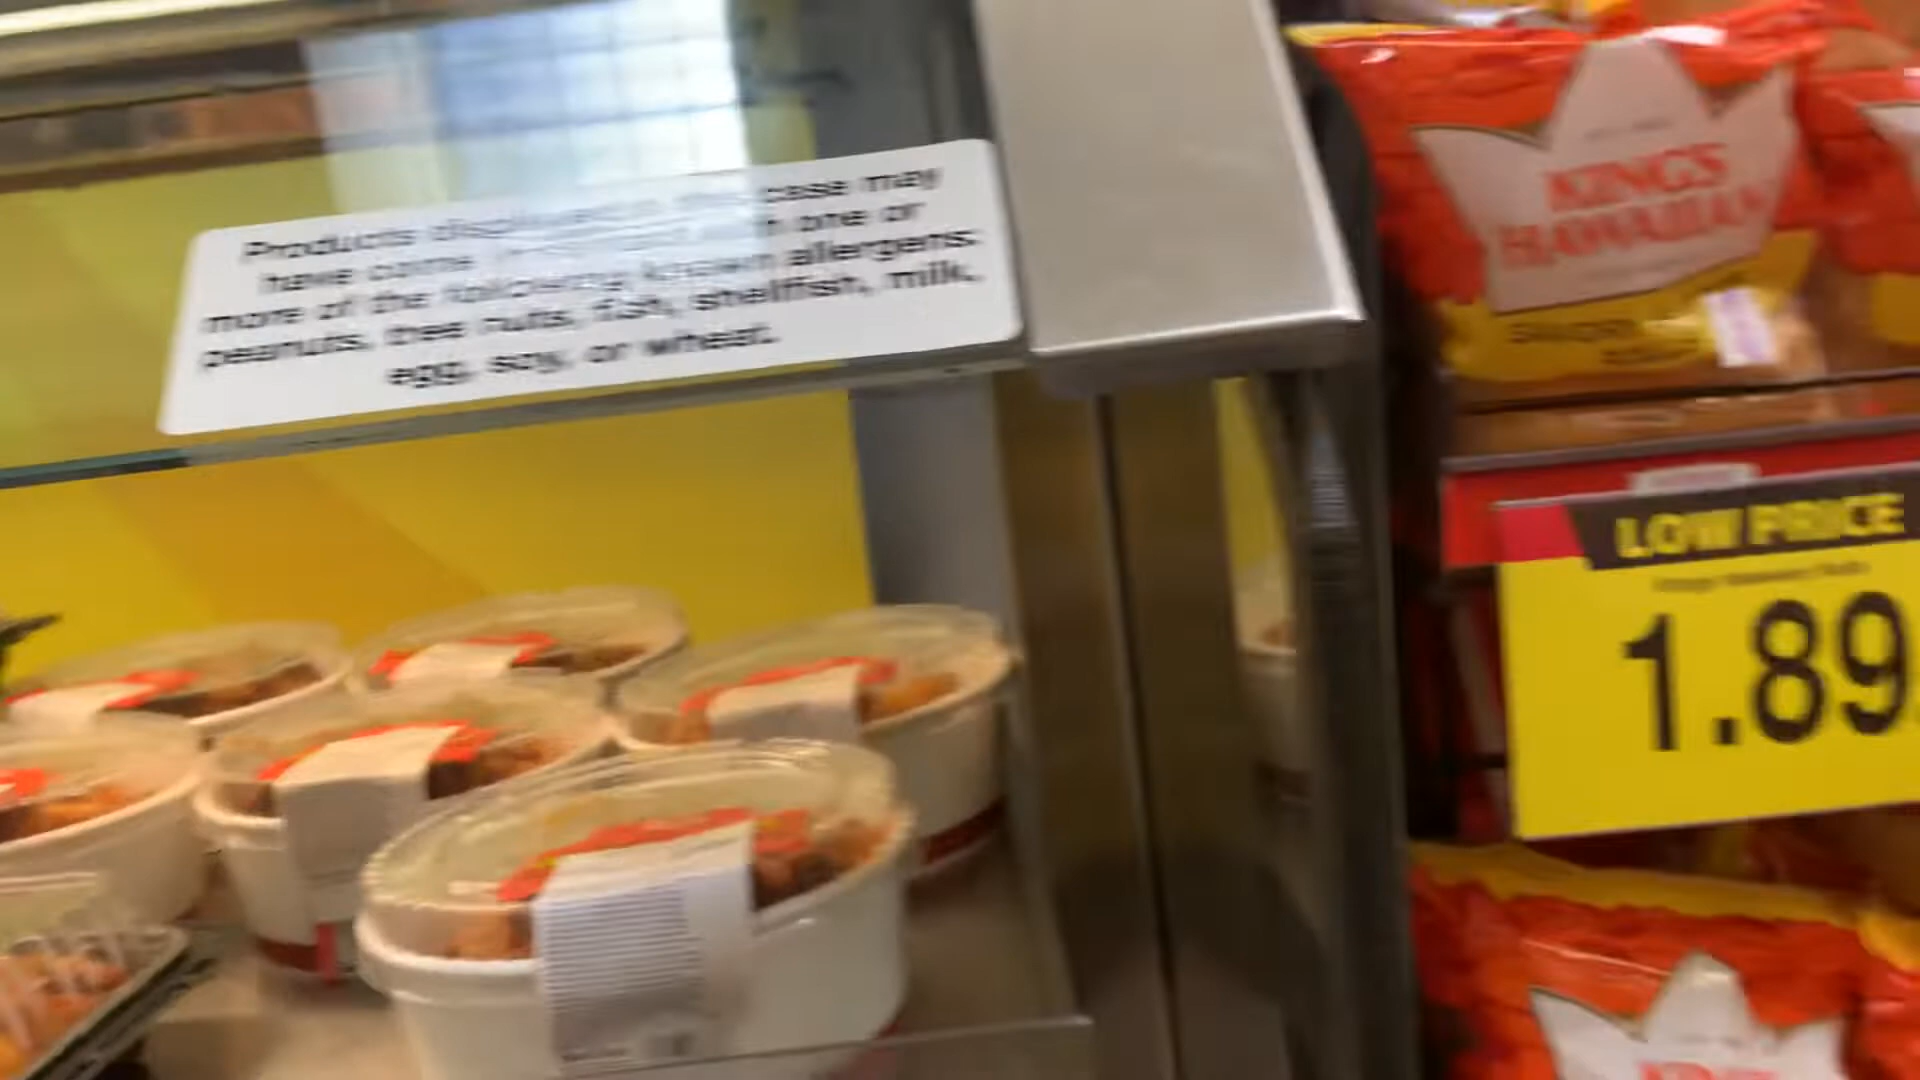 Products displayed in this case may
have come in contact with one or
more of the following known allergens:
peanuts, tree nuts, fish, shellfish, milk,
egg, soy, or wheat.
KING'S
HAWAIIAN
SAVORY
LOW PRICE
1.89